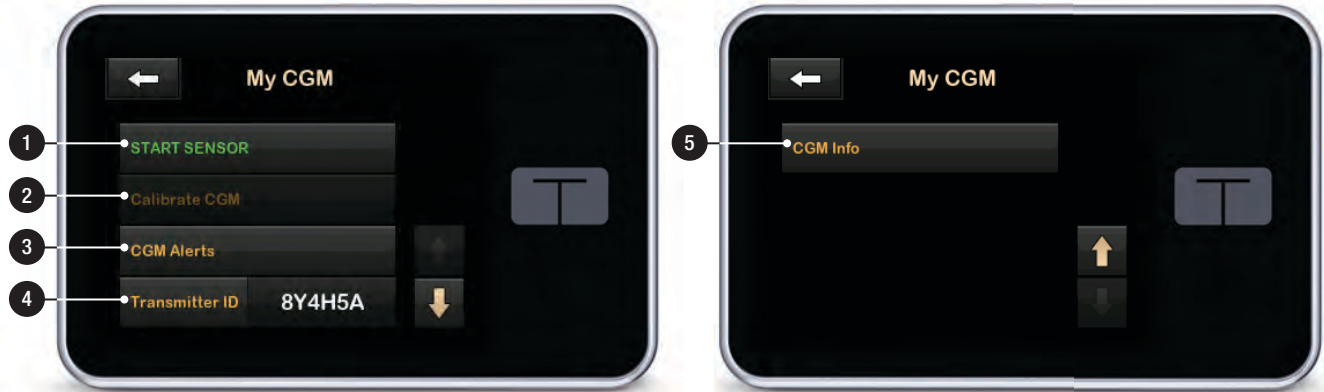 My CGM
1
START SENSOR
2
Calibrate CGM
3
CGM Alerts
4
Transmitter ID 8Y4H5A
My CGM
5
CGM Info